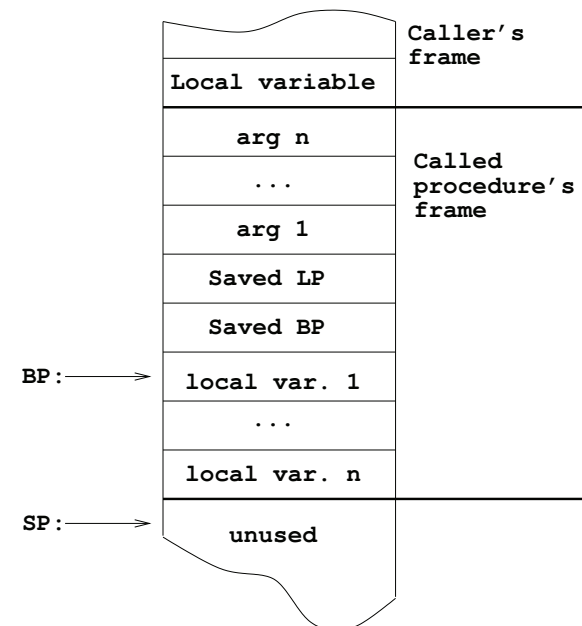 Caller's
frame
Local variable
arg n
...
arg 1
Called
procedure's
frame
Saved LP
Saved BP
BP:
local var. 1
...
local var. n
SP:
unused